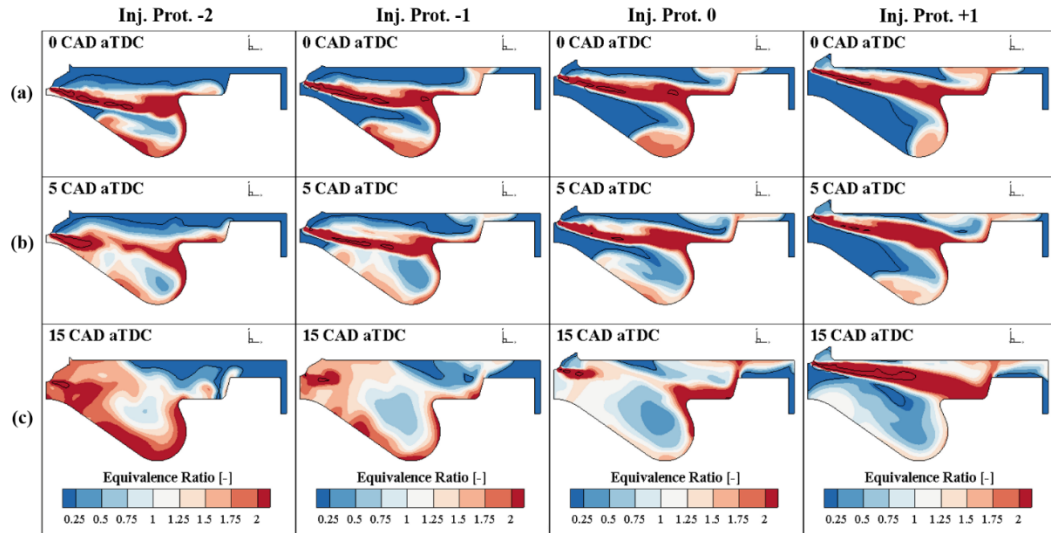 Inj. Prot. -2 Inj. Prot. -1 Inj. Prot. 0 Inj. Prot. +1
(a) 0 CAD aTDC 0 CAD aTDC 0 CAD aTDC 0 CAD aTDC
(b) 5 CAD aTDC 5 CAD aTDC 5 CAD aTDC 5 CAD aTDC
(c) 15 CAD aTDC 15 CAD aTDC 15 CAD aTDC 15 CAD aTDC
Equivalence Ratio [-] Equivalence Ratio [-] Equivalence Ratio [-] Equivalence Ratio [-]
0.25 0.5 0.75 1 1.25 1.5 1.75 2 0.25 0.5 0.75 1 1.25 1.5 1.75 2 0.25 0.5 0.75 1 1.25 1.5 1.75 2 0.25 0.5 0.75 1 1.25 1.5 1.75 2